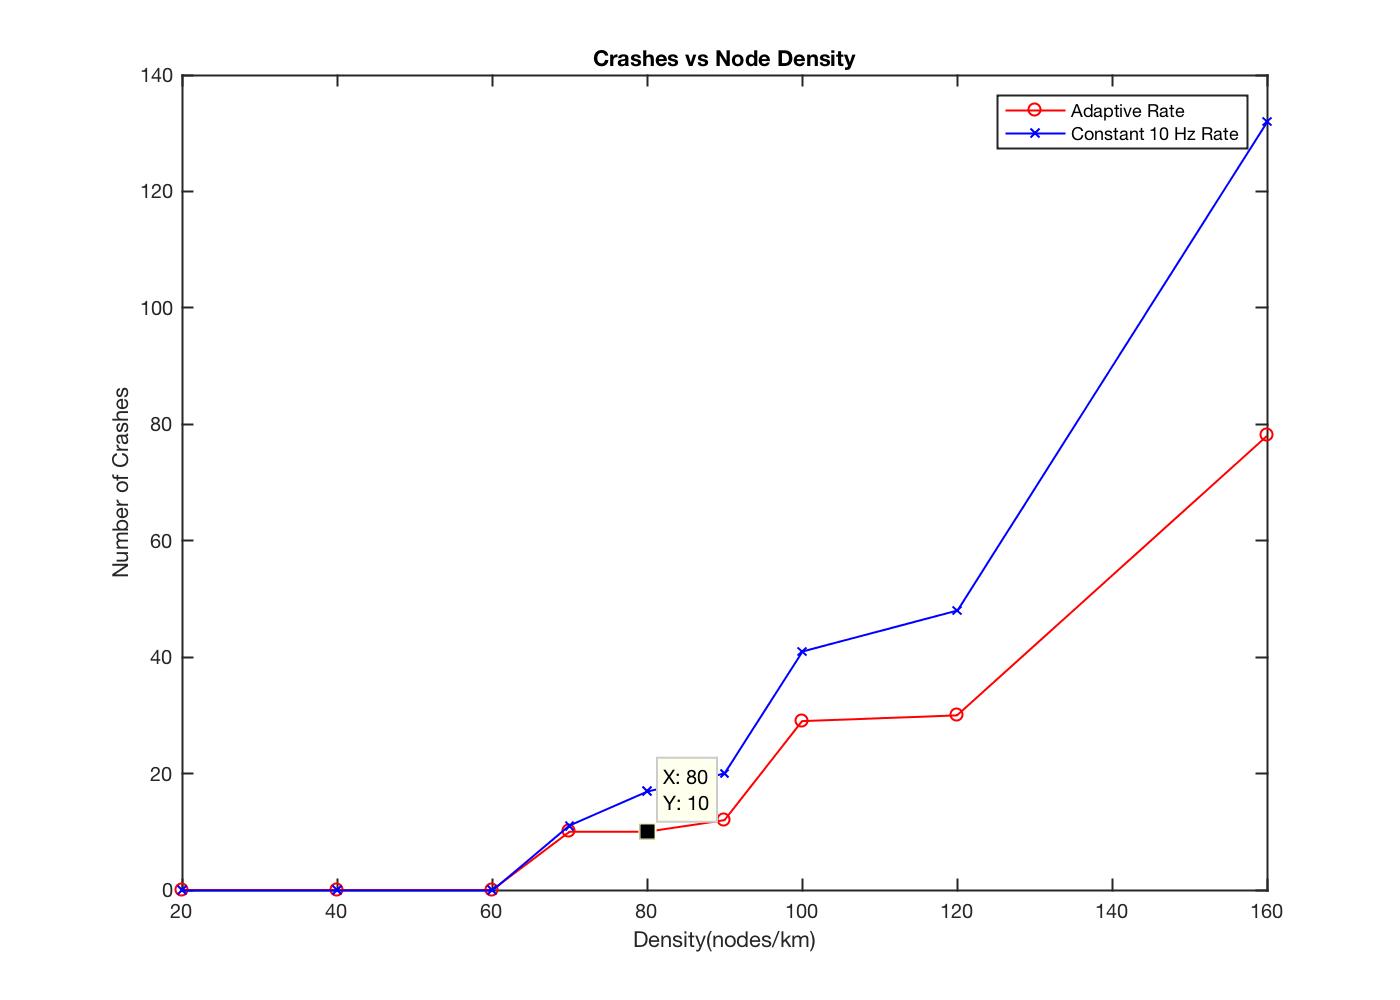 Crashes vs Node Density
Adaptive Rate
Constant 10 Hz Rate
140
120
100
80
60
40
20
0
Number of Crashes
X: 80
Y: 10
20 40 60 80 100 120 140 160
Density(nodes/km)